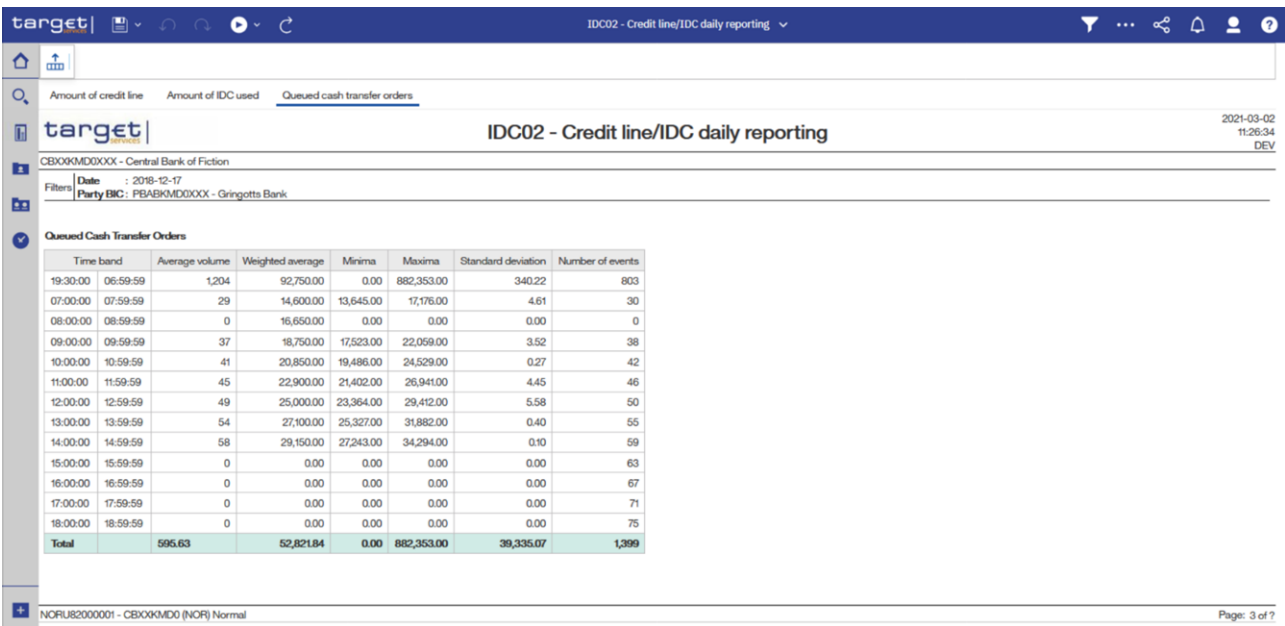 target|
services
IDC02 - Credit line/IDC daily reporting
Amount of credit line Amount of IDC used Queued cash transfer orders
target|
services
IDC02 - Credit line/IDC daily reporting
2021-03-02
11:26:34
DEV
CBXXKMD0XXX - Central Bank of Fiction
Filters Date : 2018-12-17
Party BIC : PBABKMD0XXX - Gringotts Bank
Queued Cash Transfer Orders
Time band Average volume Weighted average Minima Maxima Standard deviation Number of events
19:30:00 06:59:59 1,204 92,750.00 0.00 882,353.00 340.22 803
07:00:00 07:59:59 29 14,600.00 13,645.00 17,176.00 4.61 30
08:00:00 08:59:59 0 16,650.00 0.00 0.00 0.00 0
09:00:00 09:59:59 37 18,750.00 17,523.00 22,059.00 3.52 38
10:00:00 10:59:59 41 20,850.00 19,486.00 24,529.00 0.27 42
11:00:00 11:59:59 45 22,900.00 21,402.00 26,941.00 4.45 46
12:00:00 12:59:59 49 25,000.00 23,364.00 29,412.00 5.58 50
13:00:00 13:59:59 54 27,100.00 25,327.00 31,882.00 0.40 55
14:00:00 14:59:59 58 29,150.00 27,243.00 34,294.00 0.10 59
15:00:00 15:59:59 0 0.00 0.00 0.00 0.00 63
16:00:00 16:59:59 0 0.00 0.00 0.00 0.00 67
17:00:00 17:59:59 0 0.00 0.00 0.00 0.00 71
18:00:00 18:59:59 0 0.00 0.00 0.00 0.00 75
Total 595.63 52,821.84 0.00 882,353.00 39,335.07 1,399
NORU82000001 - CBXXKMD0 (NOR) Normal
Page: 3 of ?